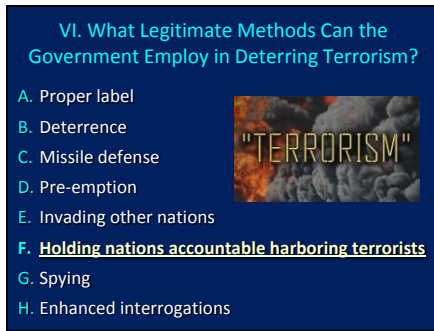 VI. What Legitimate Methods Can the
Government Employ in Deterring Terrorism?
A. Proper label
B. Deterrence
C. Missile defense
D. Pre-emption
E. Invading other nations
F. Holding nations accountable harboring terrorists
G. Spying
H. Enhanced interrogations
"TERRORISM"